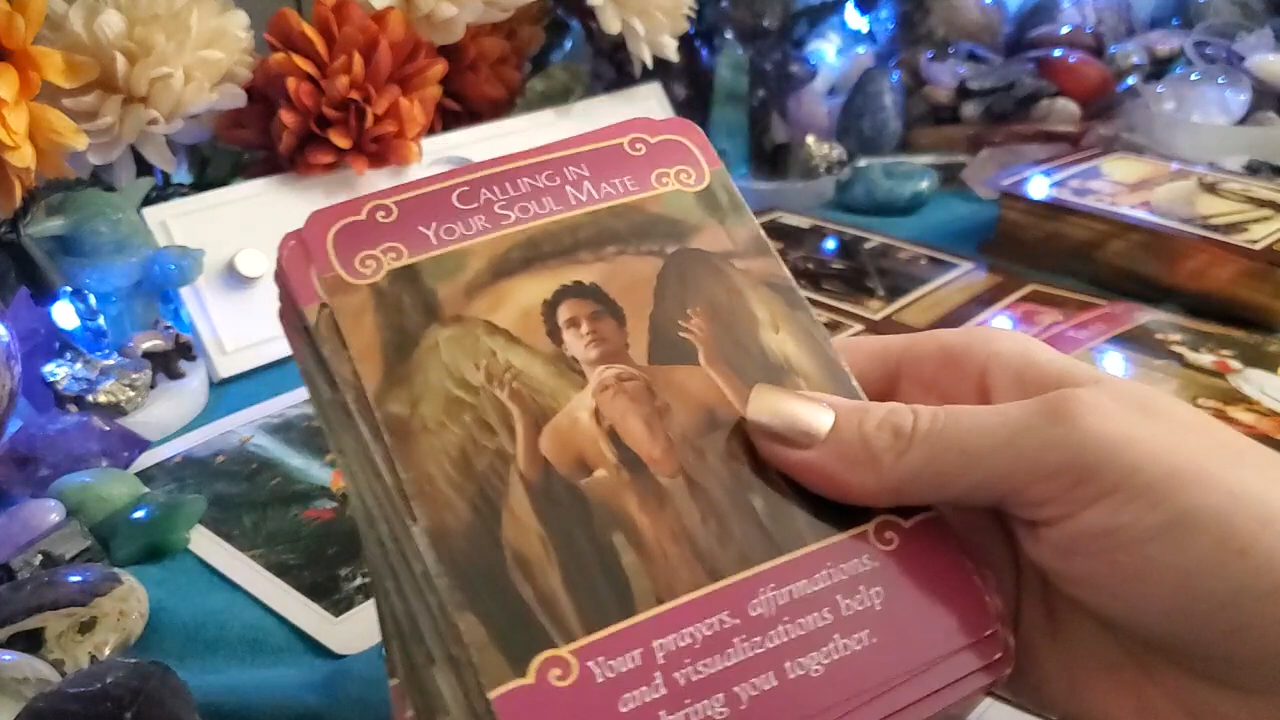 CALLING IN
YOUR SOUL MATE
Your prayers, affirmations,
and visualizations help
bring you together.